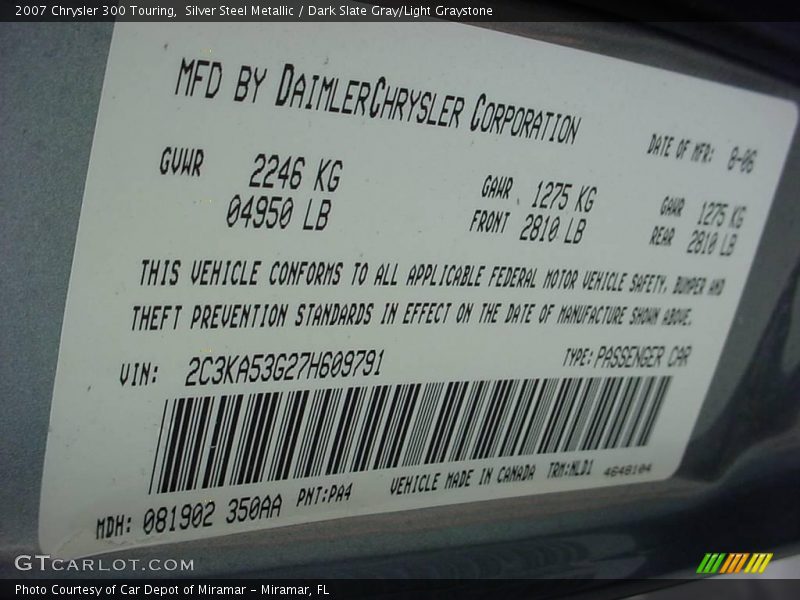 2007 Chrysler 300 Touring, Silver Steel Metallic / Dark Slate Gray/Light Graystone
MFD BY DAIMLERCHRYSLER CORPORATION
DATE OF MFR: 8-06
GVWR 2246 KG
04950 LB
GAWR 1275 KG
FRONT 2810 LB
GAWR 1275 KG
REAR 2810 LB
THIS VEHICLE CONFORMS TO ALL APPLICABLE FEDERAL MOTOR VEHICLE SAFETY, BUMPER AND
THEFT PREVENTION STANDARDS IN EFFECT ON THE DATE OF MANUFACTURE SHOWN ABOVE.
VIN: 2C3KA53G27H609791
TYPE: PASSENGER CAR
MDH: 081902 350AA PNT:PA4 VEHICLE MADE IN CANADA TRM:NLD1 4648104
GTCARLOT.COM
Photo Courtesy of Car Depot of Miramar - Miramar, FL